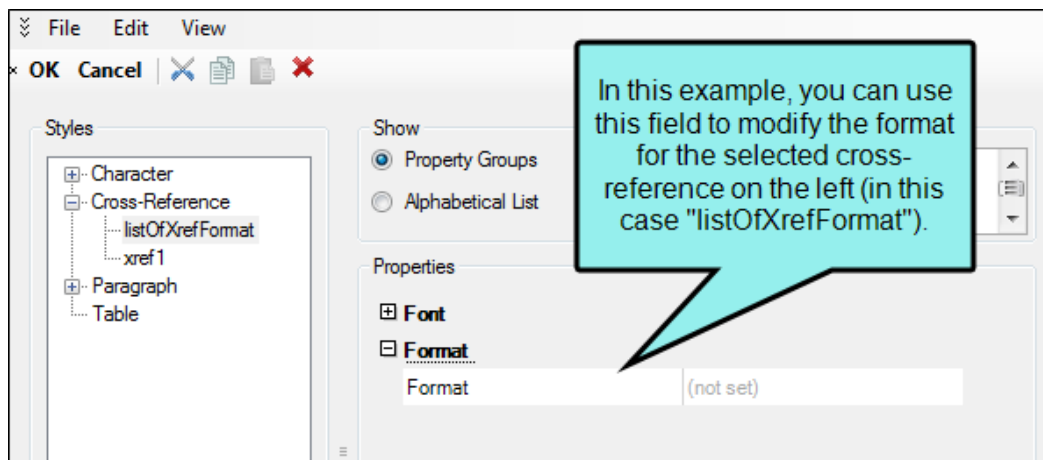 File Edit View
OK Cancel
Styles
Character
Cross-Reference
listOfXrefFormat
xref1
Paragraph
Table
Show
Property Groups
Alphabetical List
In this example, you can use
this field to modify the format
for the selected cross-
reference on the left (in this
case "listOfXrefFormat").
Properties
Font
Format
Format (not set)